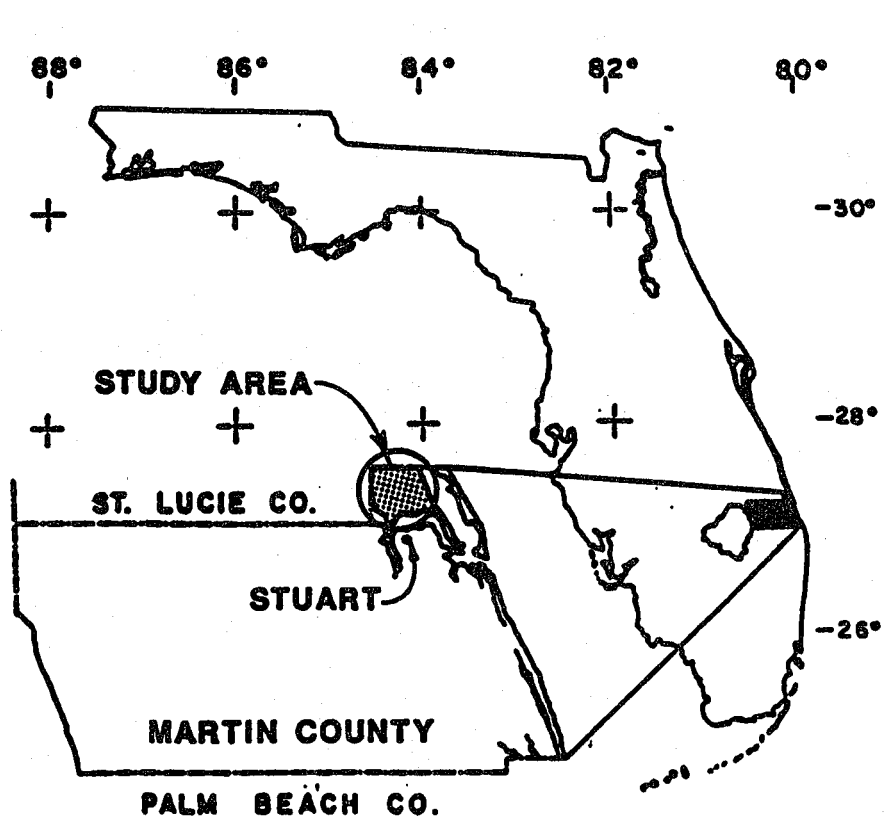 88° 86° 84° 82° 80°
30°
STUDY AREA
28°
ST. LUCIE CO.
STUART
26°
MARTIN COUNTY
PALM BEACH CO.